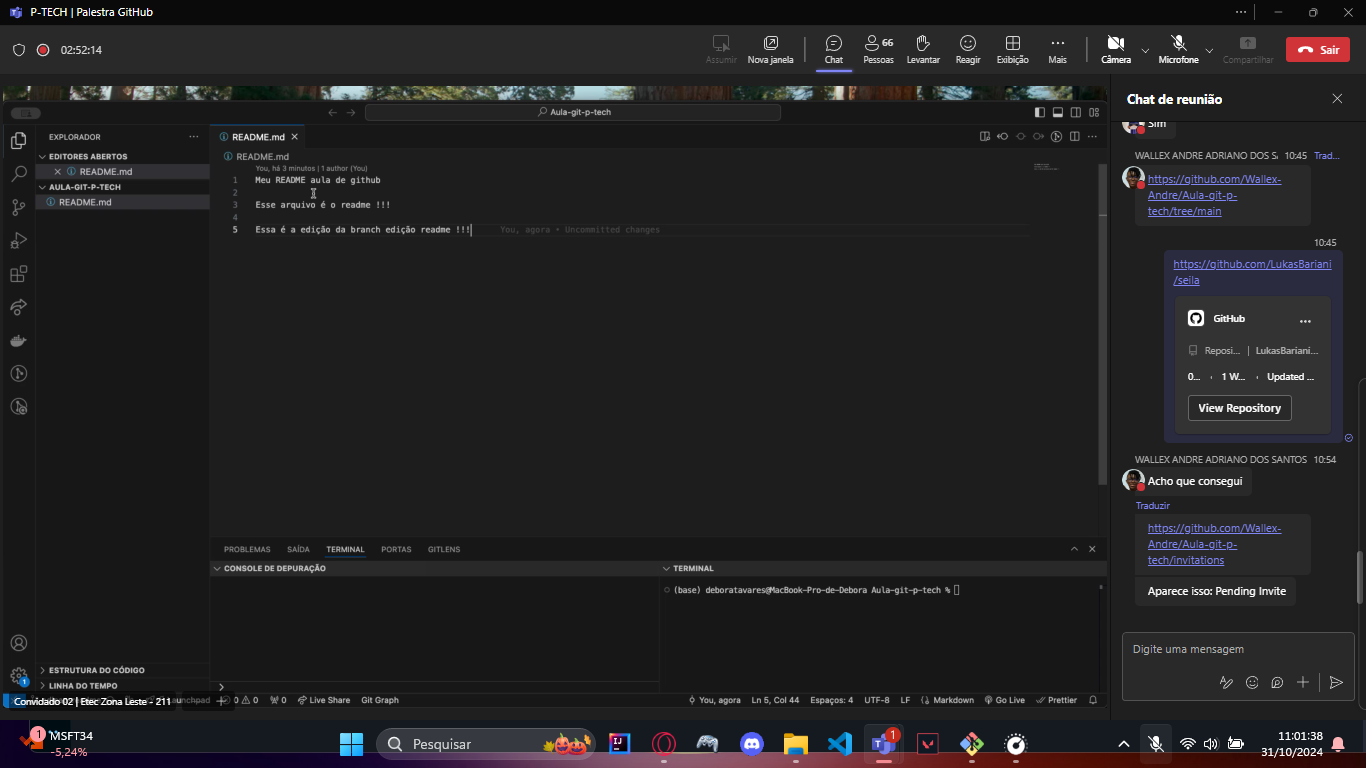 P-TECH | Palestra GitHub
02:52:14
Assumir
Nova janela
Chat
66
Pessoas
Levantar
Reagir
Exibição
Mais
Câmera
Microfone
Compartilhar
Sair
Aula-git-p-tech
EXPLORADOR
EDITORES ABERTOS
README.md
AULA-GIT-P-TECH
README.md
README.md
README.md
You, há 3 minutos | 1 author (You)
1 Meu README aula de github
2
3 Esse arquivo é o readme !!!
4
5 Essa é a edição da branch edição readme !!! You, agora • Uncommitted changes
PROBLEMAS
SAÍDA
TERMINAL
PORTAS
GITLENS
CONSOLE DE DEPURAÇÃO
TERMINAL
(base) deboratavares@MacBook-Pro-de-Debora Aula-git-p-tech %
ESTRUTURA DO CÓDIGO
LINHA DO TEMPO
1
Convidado 02 | Etec Zona Leste - 211
0
0
0
Live Share
Git Graph
You, agora
Ln 5, Col 44
Espaços: 4
UTF-8
LF
Markdown
Go Live
Prettier
Chat de reunião
Sim
WALLEX ANDRE ADRIANO DOS S. 10:45 Trad...
https://github.com/Wallex-
Andre/Aula-git-p-
tech/tree/main
10:45
https://github.com/LukasBariani
/seila
GitHub
Reposi... | LukasBariani...
0... · 1 W... · Updated ...
View Repository
WALLEX ANDRE ADRIANO DOS SANTOS 10:54
Acho que consegui
Traduzir
https://github.com/Wallex-
Andre/Aula-git-p-
tech/invitations
Aparece isso: Pending Invite
Digite uma mensagem
1
MSFT34
-5,24%
Pesquisar
1
11:01:38
31/10/2024